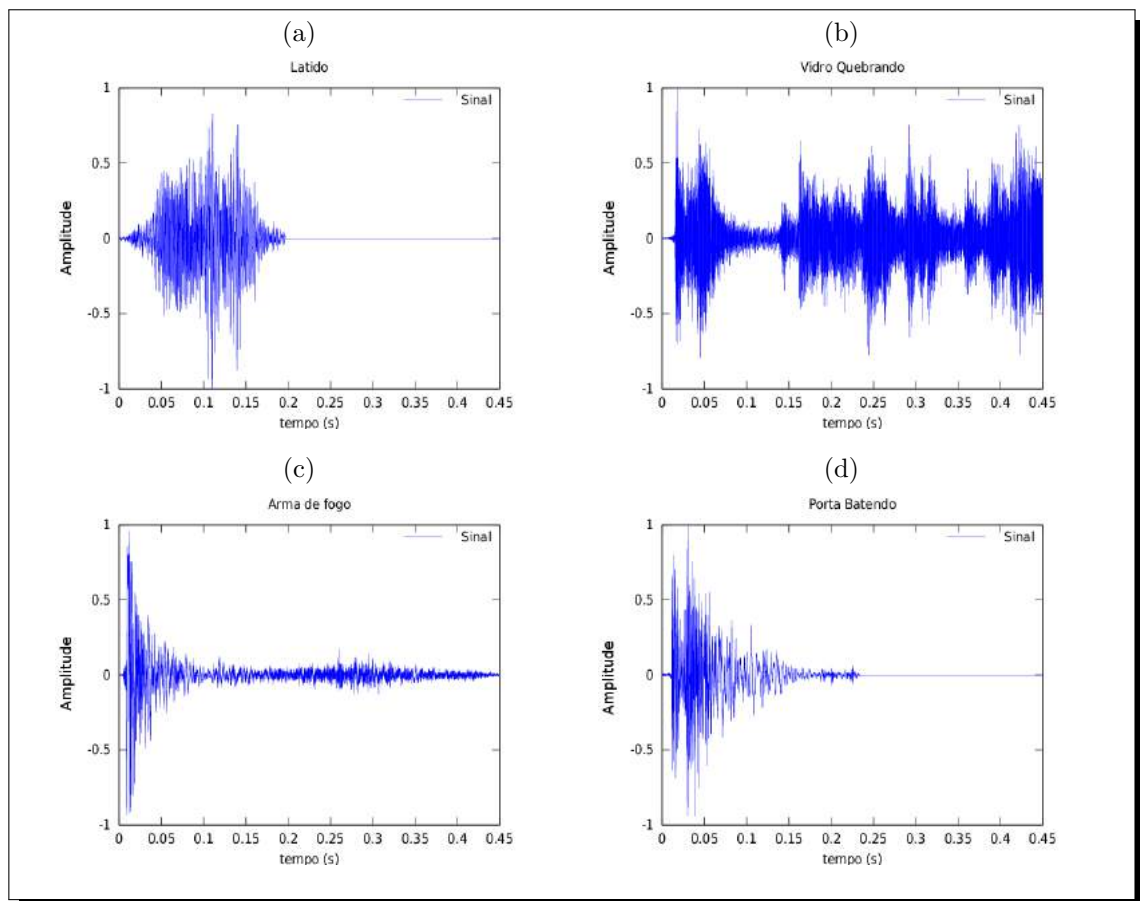 (a)
Latido
Sinal
1
0.5
0
-0.5
-1
Amplitude
0 0.05 0.1 0.15 0.2 0.25 0.3 0.35 0.4 0.45
tempo (s)
(b)
Vidro Quebrando
Sinal
1
0.5
0
-0.5
-1
Amplitude
0 0.05 0.1 0.15 0.2 0.25 0.3 0.35 0.4 0.45
tempo (s)
(c)
Arma de fogo
Sinal
1
0.5
0
-0.5
-1
Amplitude
0 0.05 0.1 0.15 0.2 0.25 0.3 0.35 0.4 0.45
tempo (s)
(d)
Porta Batendo
Sinal
1
0.5
0
-0.5
-1
Amplitude
0 0.05 0.1 0.15 0.2 0.25 0.3 0.35 0.4 0.45
tempo (s)